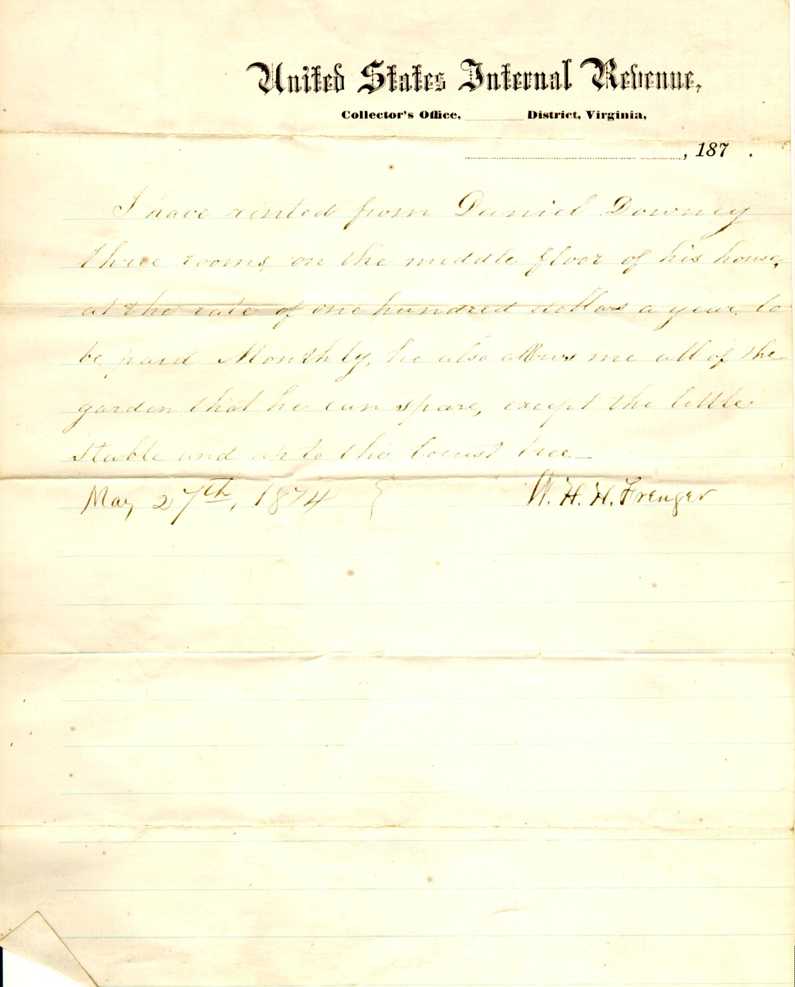 United States Internal Revenue,
Collector's Office, District, Virginia,
, 187 .
I have rented from Daniel Downey
three rooms, on the middle floor of his house,
at the rate of one hundred dollars a year, to
be paid Monthly, he also allows me all of the
garden that he can spare, except the little
stable and up to the locust tree
May 27th, 1874
W. H. H. Frenger